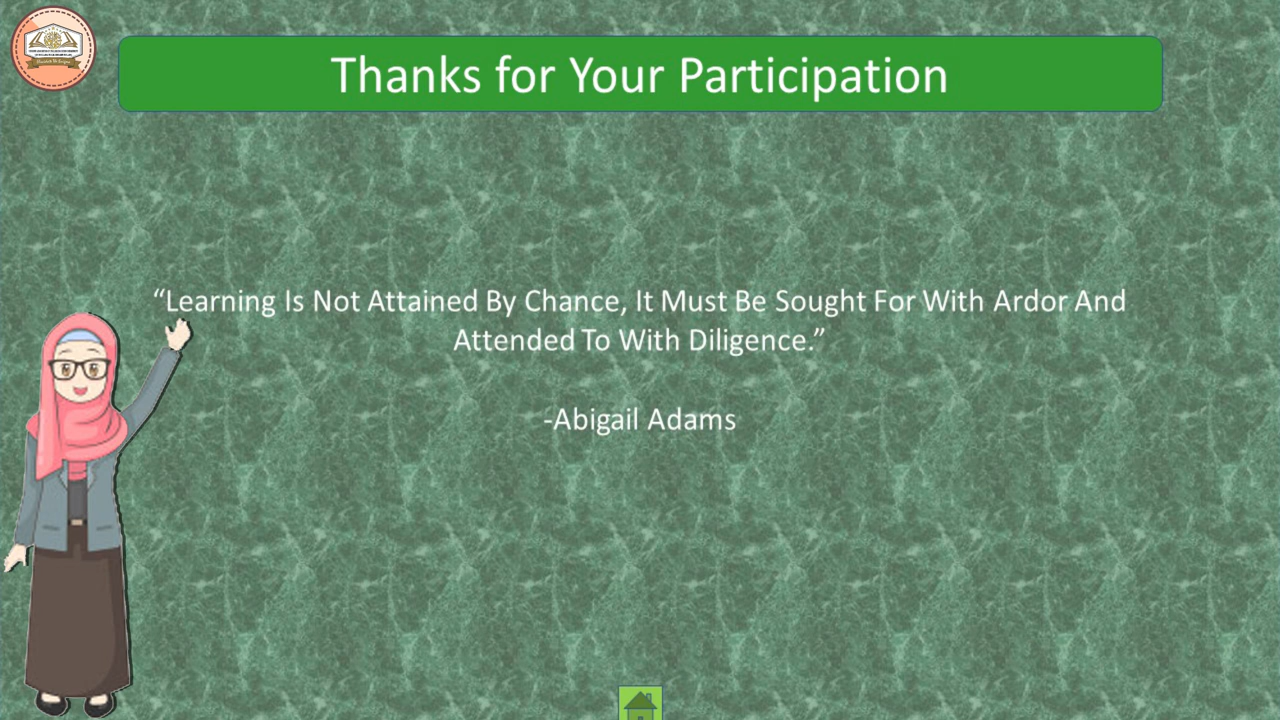 Thanks for Your Participation
“Learning Is Not Attained By Chance, It Must Be Sought For With Ardor And
Attended To With Diligence.”
-Abigail Adams